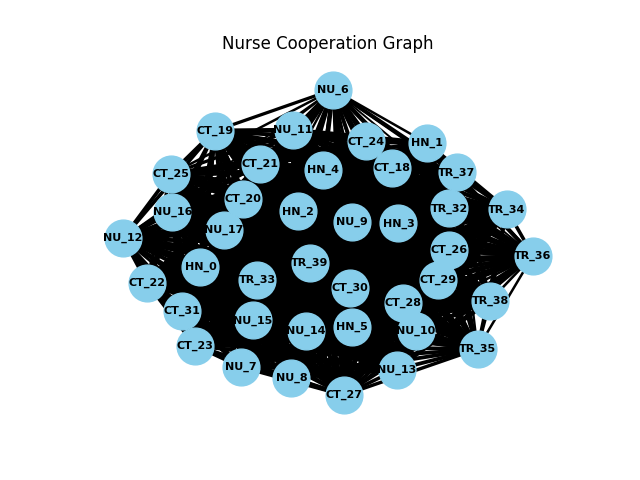 Nurse Cooperation Graph
NU_6
CT_19
NU_11
CT_24
HN_1
CT_21
HN_4
CT_18
TR_37
CT_25
CT_20
NU_16
HN_2
NU_9
HN_3
TR_32
TR_34
NU_17
NU_12
CT_26
TR_36
HN_0
TR_39
TR_33
CT_30
CT_29
CT_22
CT_28
TR_38
CT_31
NU_15
NU_14
HN_5
NU_10
CT_23
TR_35
NU_7
NU_8
NU_13
CT_27